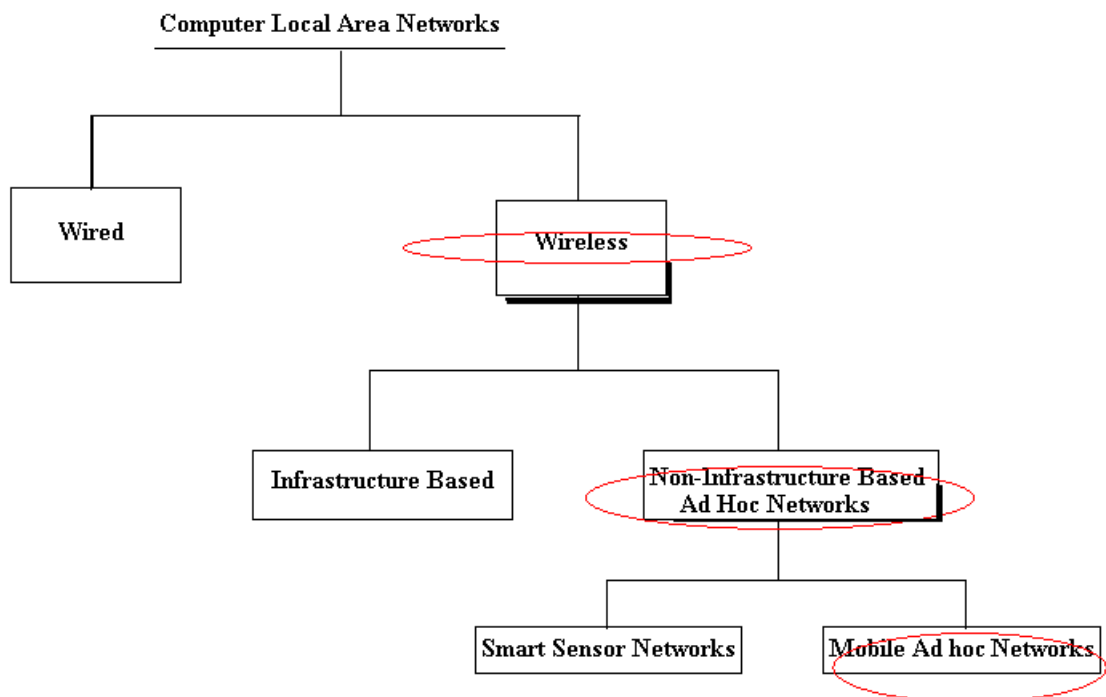 Computer Local Area Networks
Wired
Wireless
Infrastructure Based
Non-Infrastructure Based
Ad Hoc Networks
Smart Sensor Networks
Mobile Ad hoc Networks